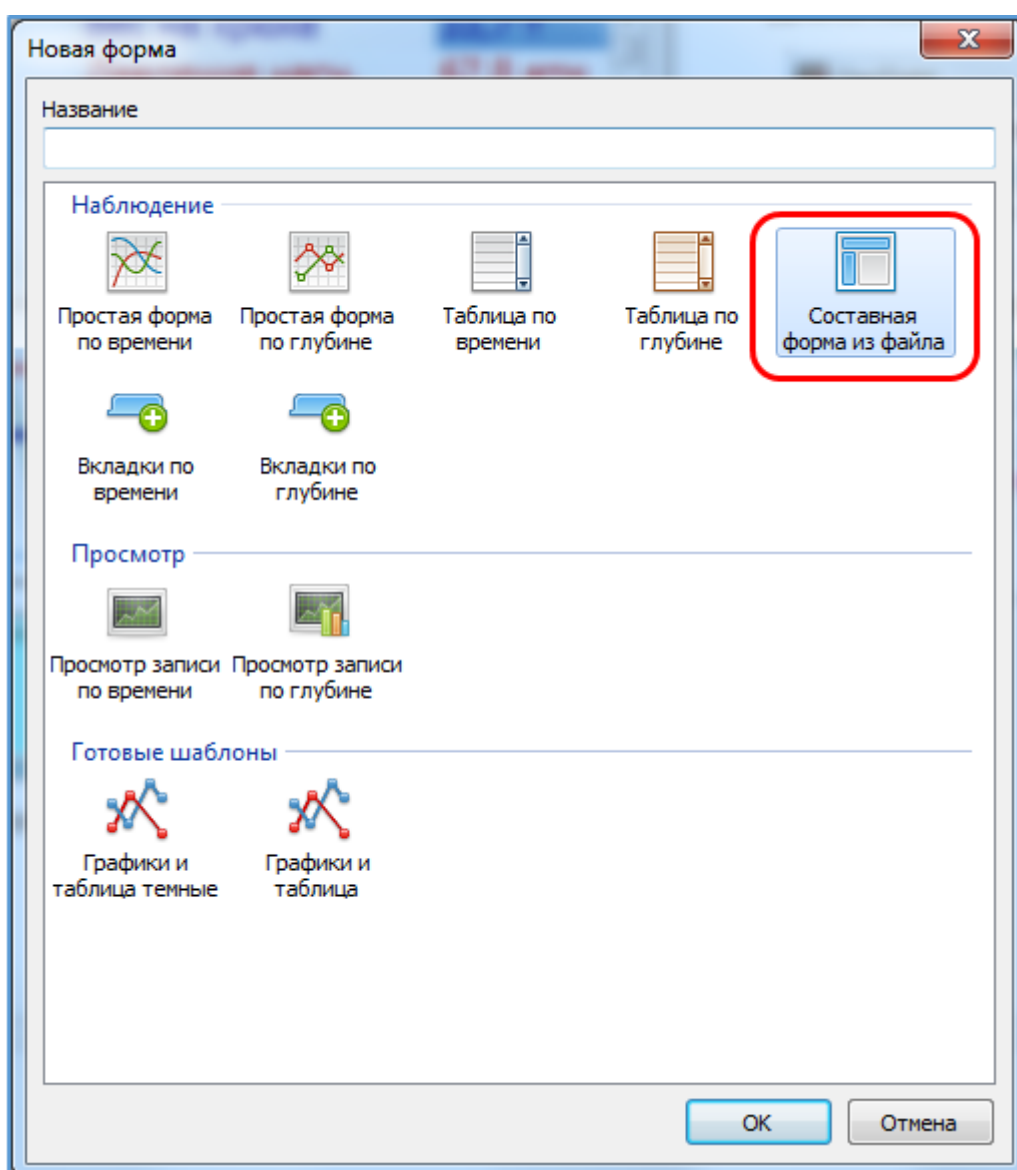 Новая форма
Название
Наблюдение
Простая форма по времени
Простая форма по глубине
Таблица по времени
Таблица по глубине
Составная форма из файла
Вкладки по времени
Вкладки по глубине
Просмотр
Просмотр записи по времени
Просмотр записи по глубине
Готовые шаблоны
Графики и таблица темные
Графики и таблица
OK
Отмена